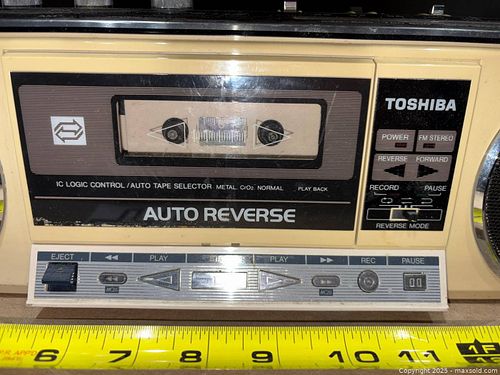 TOSHIBA
POWER FM STEREO
REVERSE FORWARD
RECORD PAUSE
REVERSE MODE
IC LOGIC CONTROL / AUTO TAPE SELECTOR METAL CrO2 NORMAL PLAY BACK
AUTO REVERSE
EJECT PLAY PLAY REC PAUSE
6 7 8 9 10 11
Copyright 2025 - maxsold.com